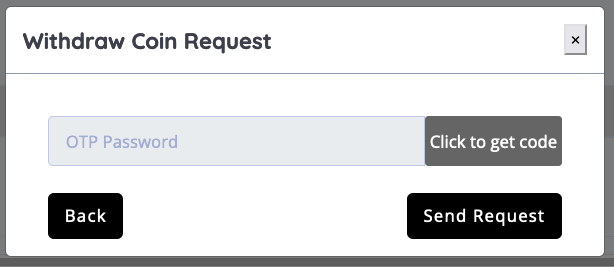 Withdraw Coin Request
×
OTP Password
Click to get code
Back
Send Request